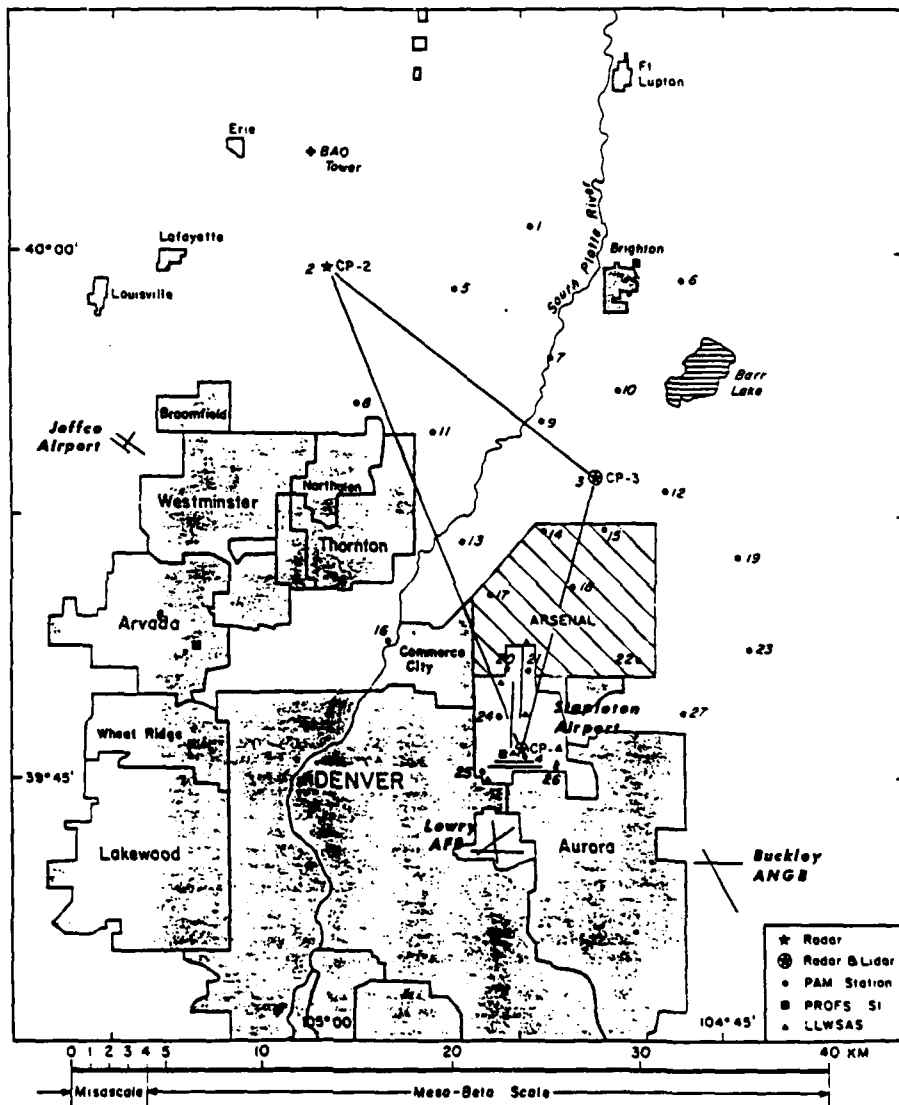 Ft
Lupton
Erie
BAO
Tower
1
South Platte River
Lafayette
40°00'
Brighton
2 CP-2
6
5
Louisville
7
Barr
Lake
10
8
Broomfield
9
11
Jeffco
Airport
3 CP-3
Northglen
12
Westminster
14
15
13
Thornton
19
18
17
ARSENAL
Arvada
16
Commerce
City
20
21
22
23
Stapleton
Airport
24
27
Wheat Ridge
CP-4
4
39°45'
DENVER
25
26
Lowry
AFB
Lakewood
Aurora
Buckley
ANGB
Radar
Radar & Lidar
PAM Station
PROFS St
LLWSAS
105°00'
104°45'
0 1 2 3 4 5 10 20 30 40 KM
Misoscale
Meso-Beta Scale